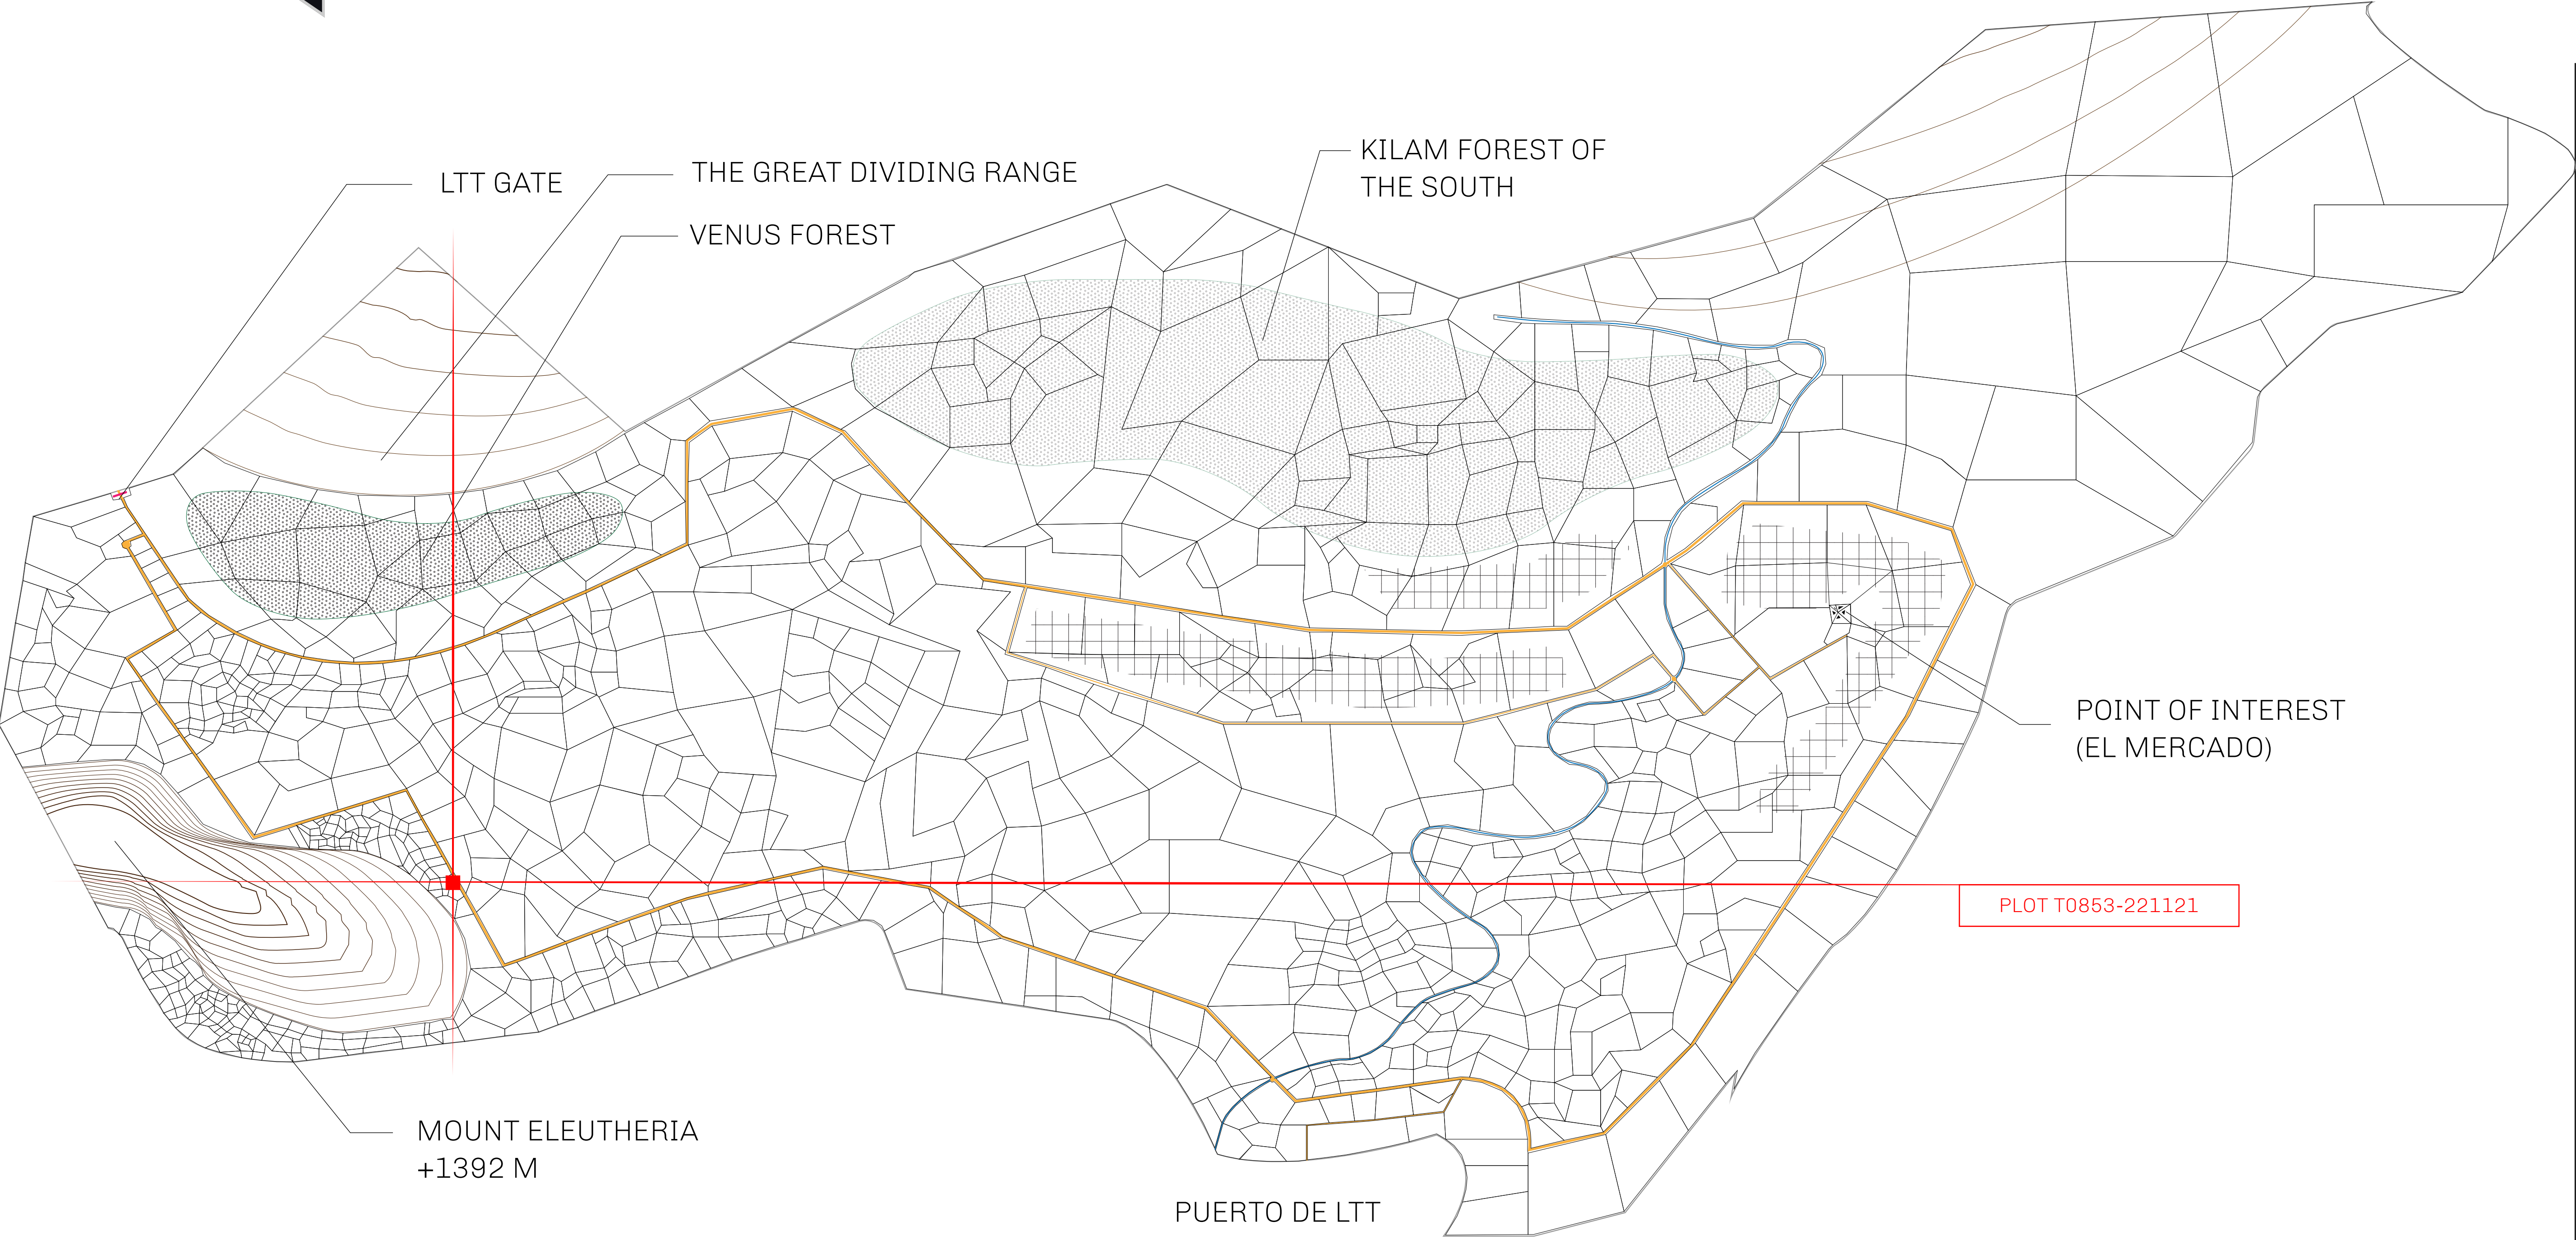 LTT GATE
THE GREAT DIVIDING RANGE
VENUS FOREST
KILAM FOREST OF
THE SOUTH
POINT OF INTEREST
(EL MERCADO)
PLOT T0853-221121
MOUNT ELEUTHERIA
+1392 M
PUERTO DE LTT